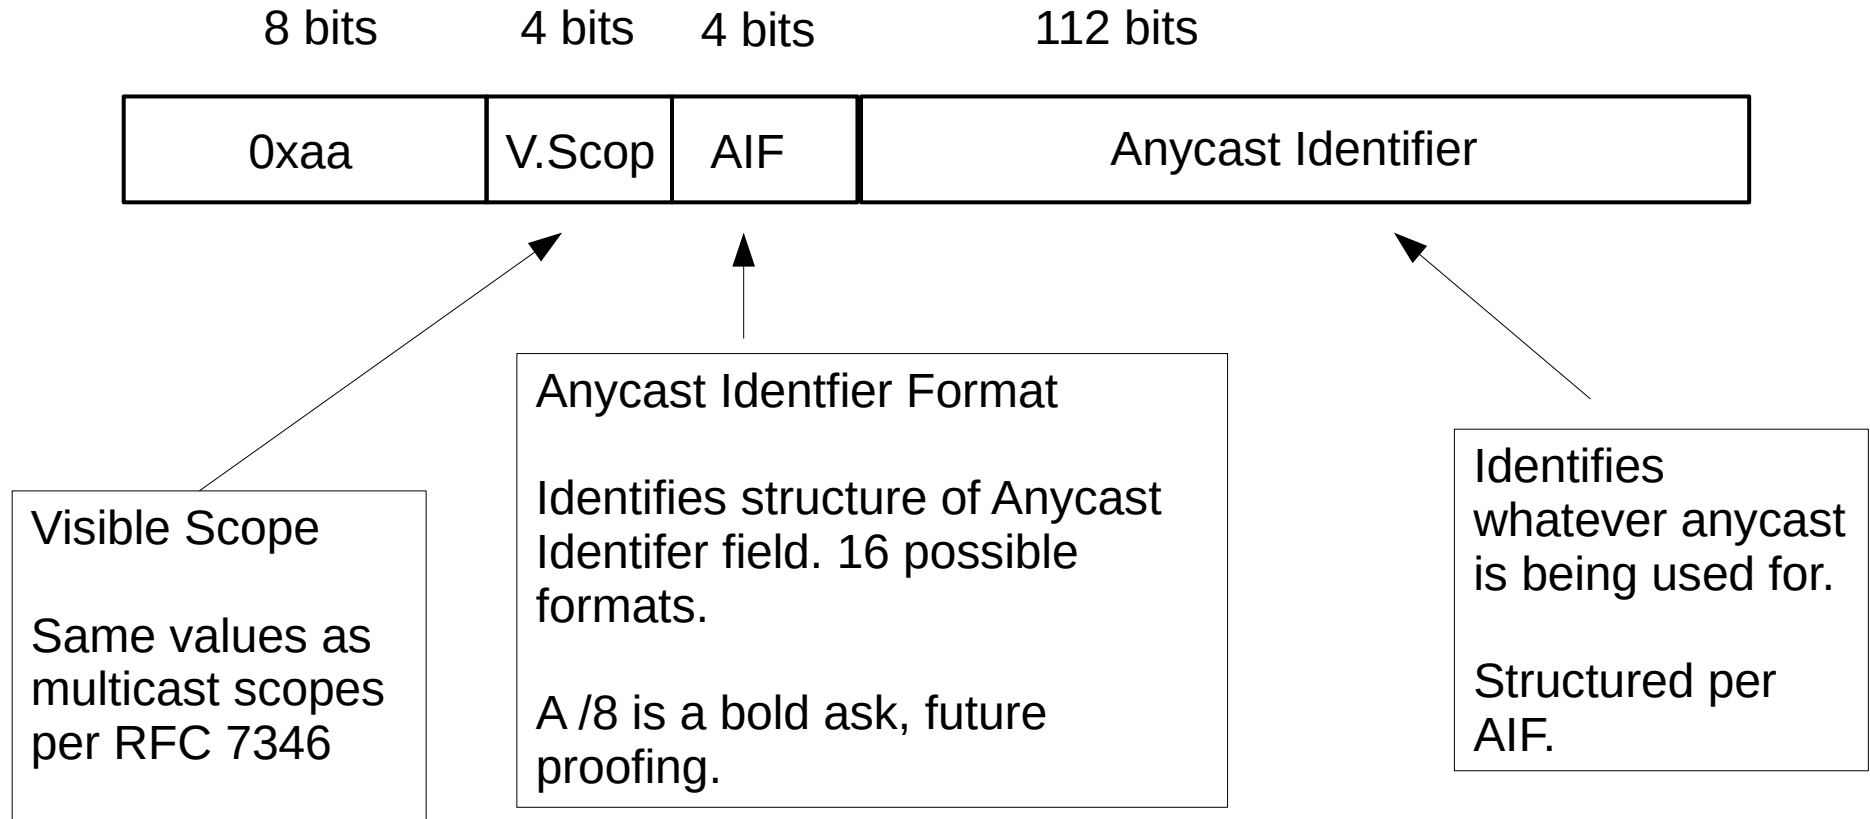 8 bits 4 bits 4 bits 112 bits
0xaa V.Scop AIF Anycast Identifier
Visible Scope
Same values as
multicast scopes
per RFC 7346
Anycast Identfier Format
Identifies structure of Anycast
Identifer field. 16 possible
formats.
A /8 is a bold ask, future
proofing.
Identifies
whatever anycast
is being used for.
Structured per
AIF.